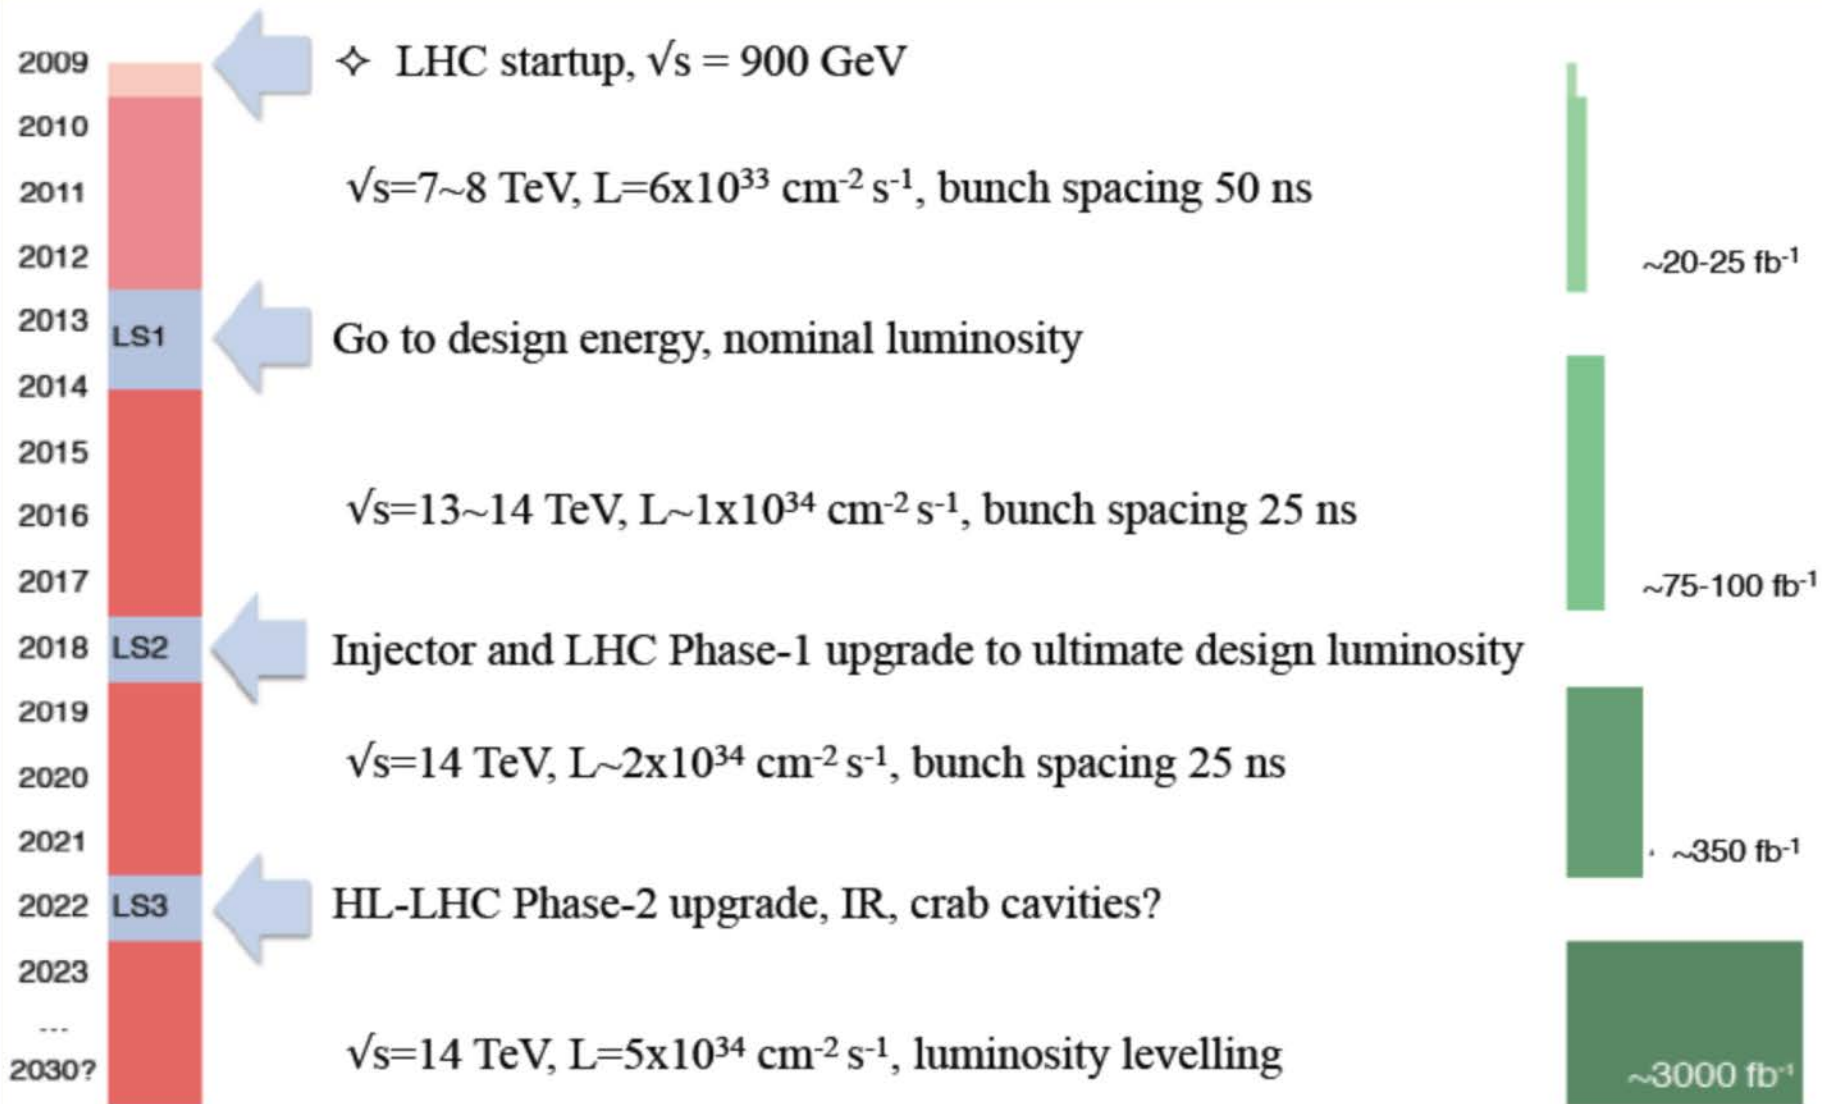 2009
✧ LHC startup, √s = 900 GeV
2010
2011
√s=7~8 TeV, L=6x10³³ cm⁻² s⁻¹, bunch spacing 50 ns
2012
~20-25 fb⁻¹
2013
LS1
Go to design energy, nominal luminosity
2014
2015
2016
√s=13~14 TeV, L~1x10³⁴ cm⁻² s⁻¹, bunch spacing 25 ns
2017
~75-100 fb⁻¹
2018
LS2
Injector and LHC Phase-1 upgrade to ultimate design luminosity
2019
2020
√s=14 TeV, L~2x10³⁴ cm⁻² s⁻¹, bunch spacing 25 ns
2021
~350 fb⁻¹
2022
LS3
HL-LHC Phase-2 upgrade, IR, crab cavities?
2023
---
2030?
√s=14 TeV, L=5x10³⁴ cm⁻² s⁻¹, luminosity levelling
~3000 fb⁻¹